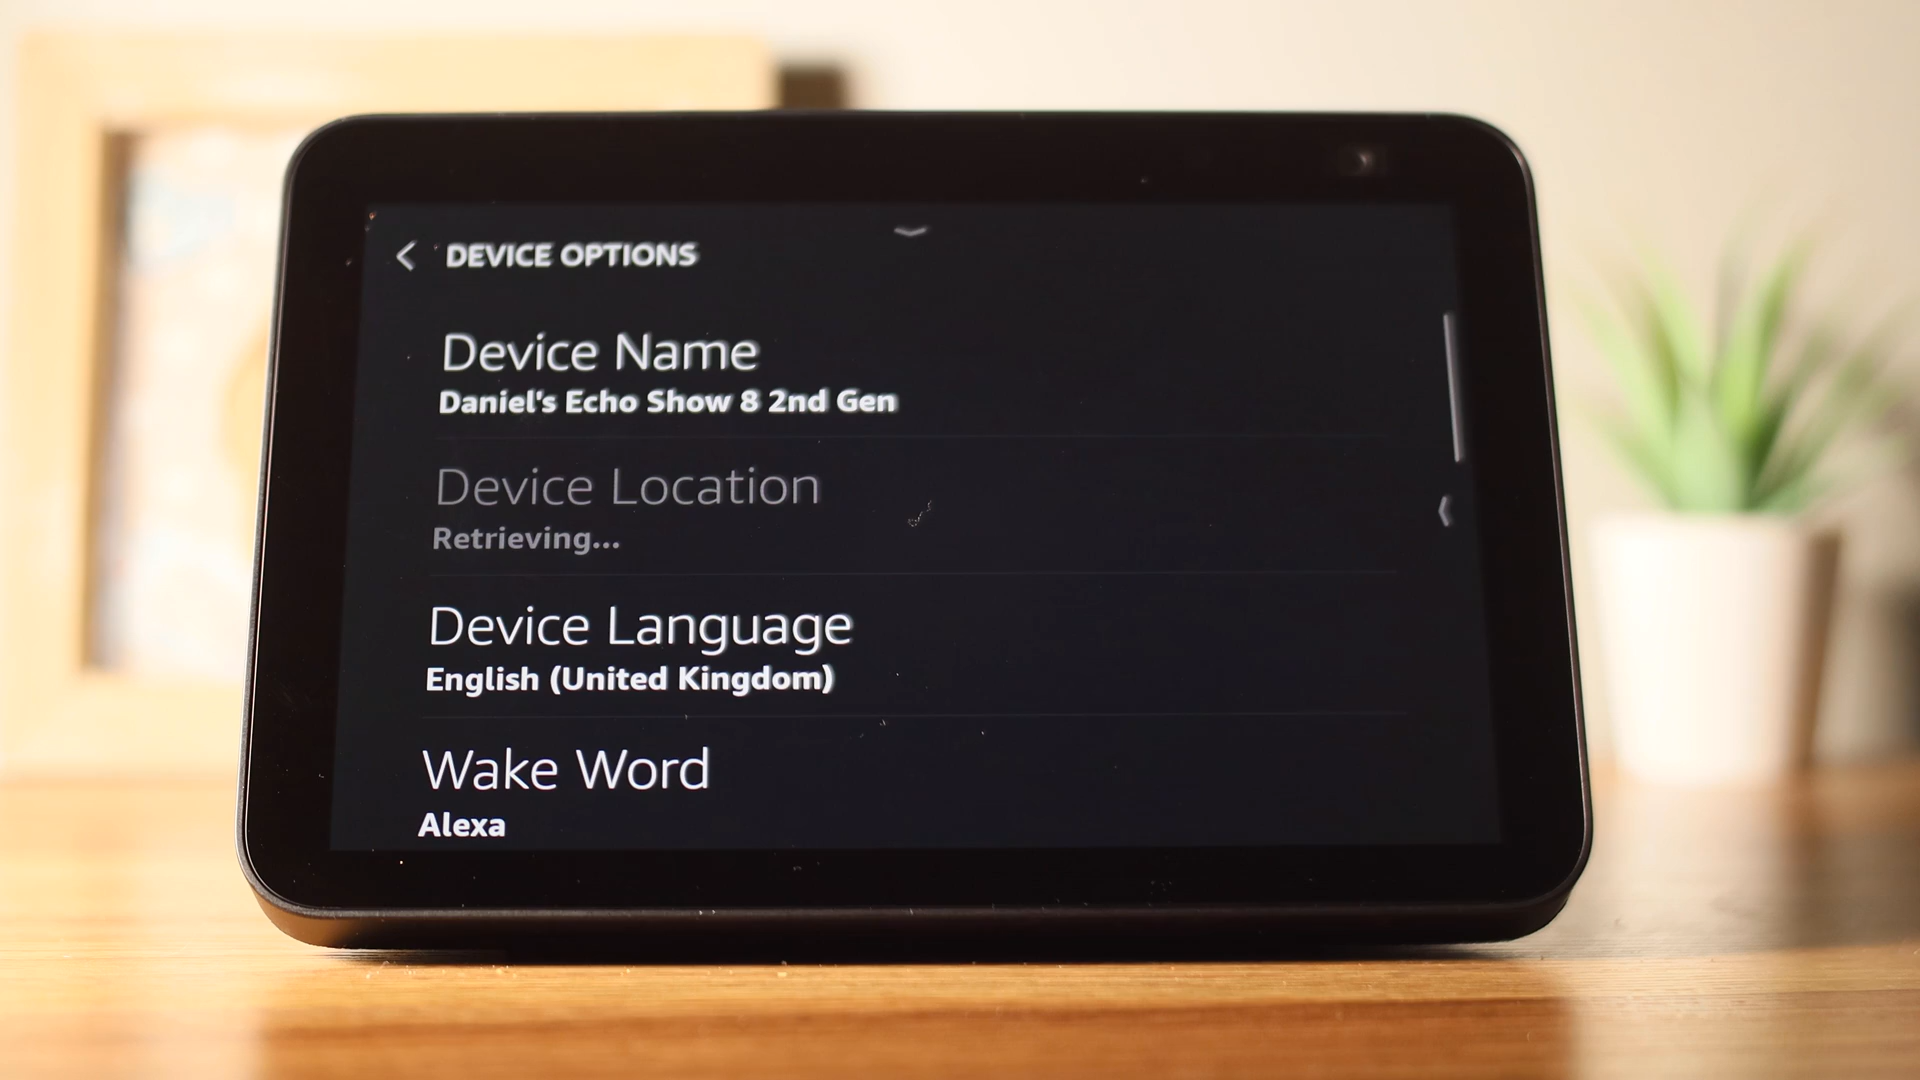 DEVICE OPTIONS
Device Name
Daniel's Echo Show 8 2nd Gen
Device Location
Retrieving...
Device Language
English (United Kingdom)
Wake Word
Alexa